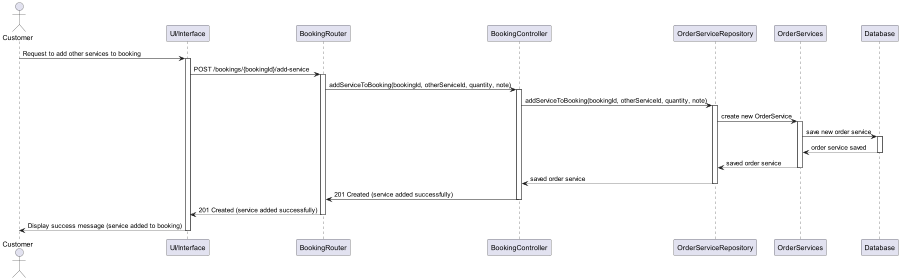 Customer
UI/Interface
BookingRouter
BookingController
OrderServiceRepository
OrderServices
Database
Request to add other services to booking
POST /bookings/{bookingId}/add-service
addServiceToBooking(bookingId, otherServiceId, quantity, note)
addServiceToBooking(bookingId, otherServiceId, quantity, note)
create new OrderService
save new order service
order service saved
saved order service
saved order service
201 Created (service added successfully)
201 Created (service added successfully)
Display success message (service added to booking)
Customer
UI/Interface
BookingRouter
BookingController
OrderServiceRepository
OrderServices
Database